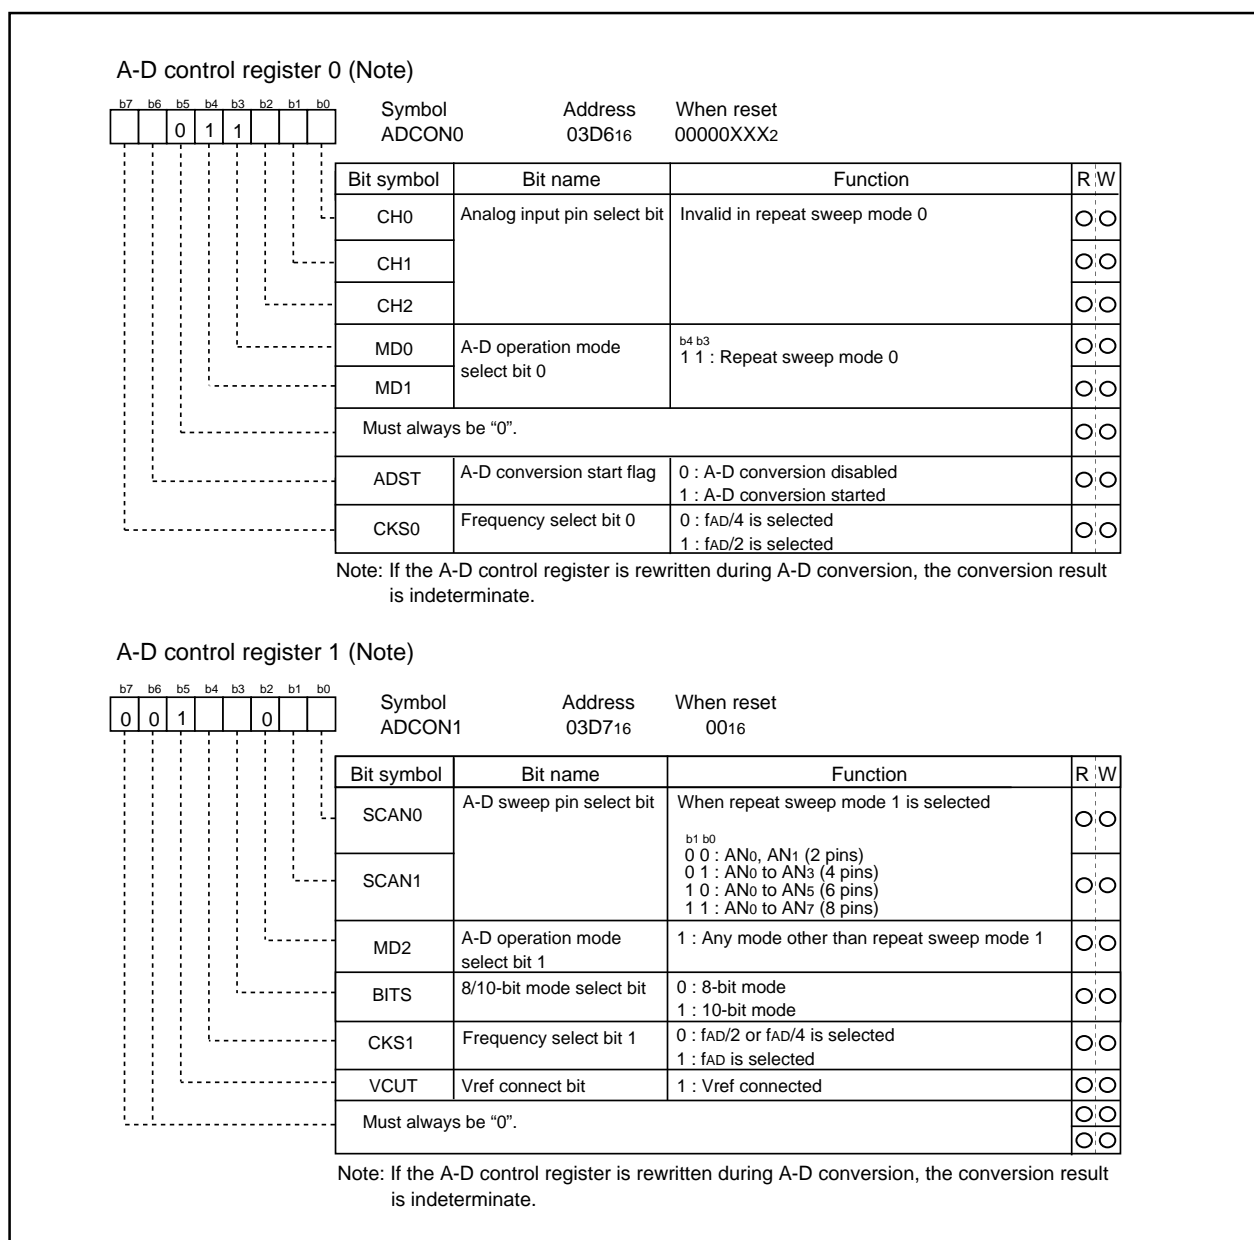 A-D control register 0 (Note)
b7 b6 b5 b4 b3 b2 b1 b0
0 1 1
Symbol Address When reset
ADCON0 03D616 00000XXX2
Bit symbol Bit name Function R W
CH0 Analog input pin select bit Invalid in repeat sweep mode 0
CH1
CH2
MD0 A-D operation mode select bit 0 b4 b3
1 1 : Repeat sweep mode 0
MD1
Must always be “0”.
ADST A-D conversion start flag 0 : A-D conversion disabled
1 : A-D conversion started
CKS0 Frequency select bit 0 0 : fAD/4 is selected
1 : fAD/2 is selected
Note: If the A-D control register is rewritten during A-D conversion, the conversion result
is indeterminate.
A-D control register 1 (Note)
b7 b6 b5 b4 b3 b2 b1 b0
0 0 1 0
Symbol Address When reset
ADCON1 03D716 0016
Bit symbol Bit name Function R W
SCAN0 A-D sweep pin select bit When repeat sweep mode 1 is selected
b1 b0
0 0 : AN0, AN1 (2 pins)
0 1 : AN0 to AN3 (4 pins)
1 0 : AN0 to AN5 (6 pins)
1 1 : AN0 to AN7 (8 pins)
SCAN1
MD2 A-D operation mode select bit 1 1 : Any mode other than repeat sweep mode 1
BITS 8/10-bit mode select bit 0 : 8-bit mode
1 : 10-bit mode
CKS1 Frequency select bit 1 0 : fAD/2 or fAD/4 is selected
1 : fAD is selected
VCUT Vref connect bit 1 : Vref connected
Must always be “0”.
Note: If the A-D control register is rewritten during A-D conversion, the conversion result
is indeterminate.